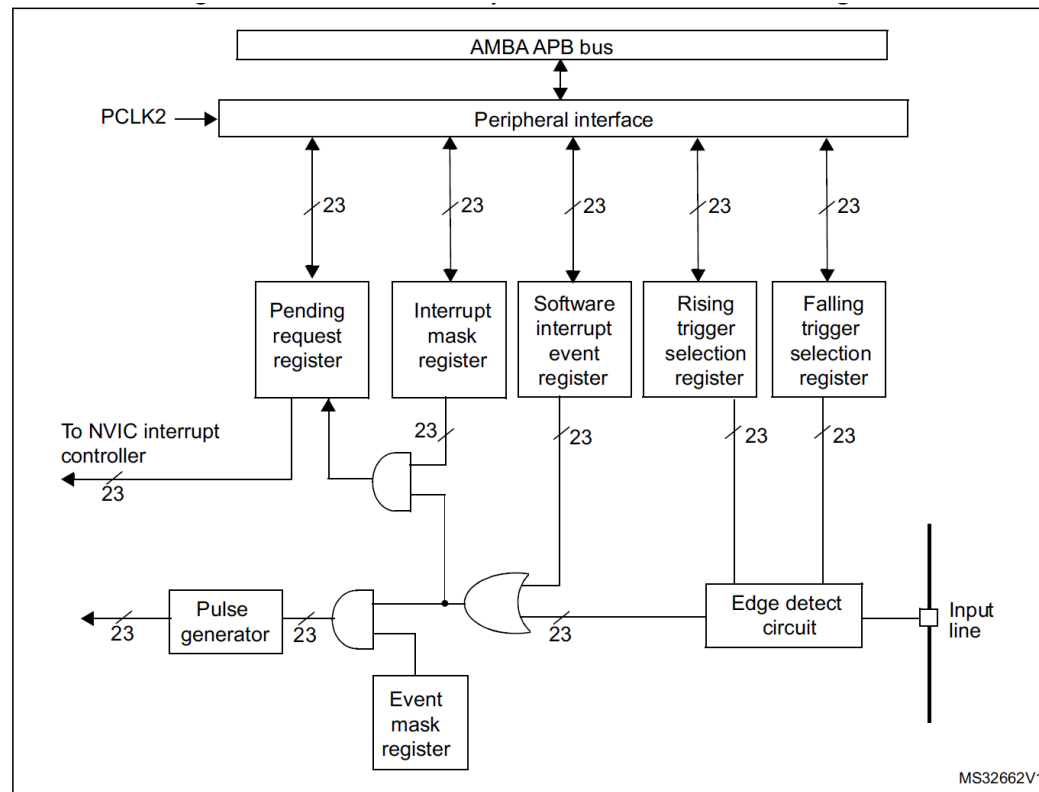 AMBA APB bus
PCLK2
Peripheral interface
23
23
23
23
23
Pending
request
register
Interrupt
mask
register
Software
interrupt
event
register
Rising
trigger
selection
register
Falling
trigger
selection
register
To NVIC interrupt
controller
23
23
23
23
23
Pulse
generator
23
23
23
Edge detect
circuit
Input
line
Event
mask
register
MS32662V1